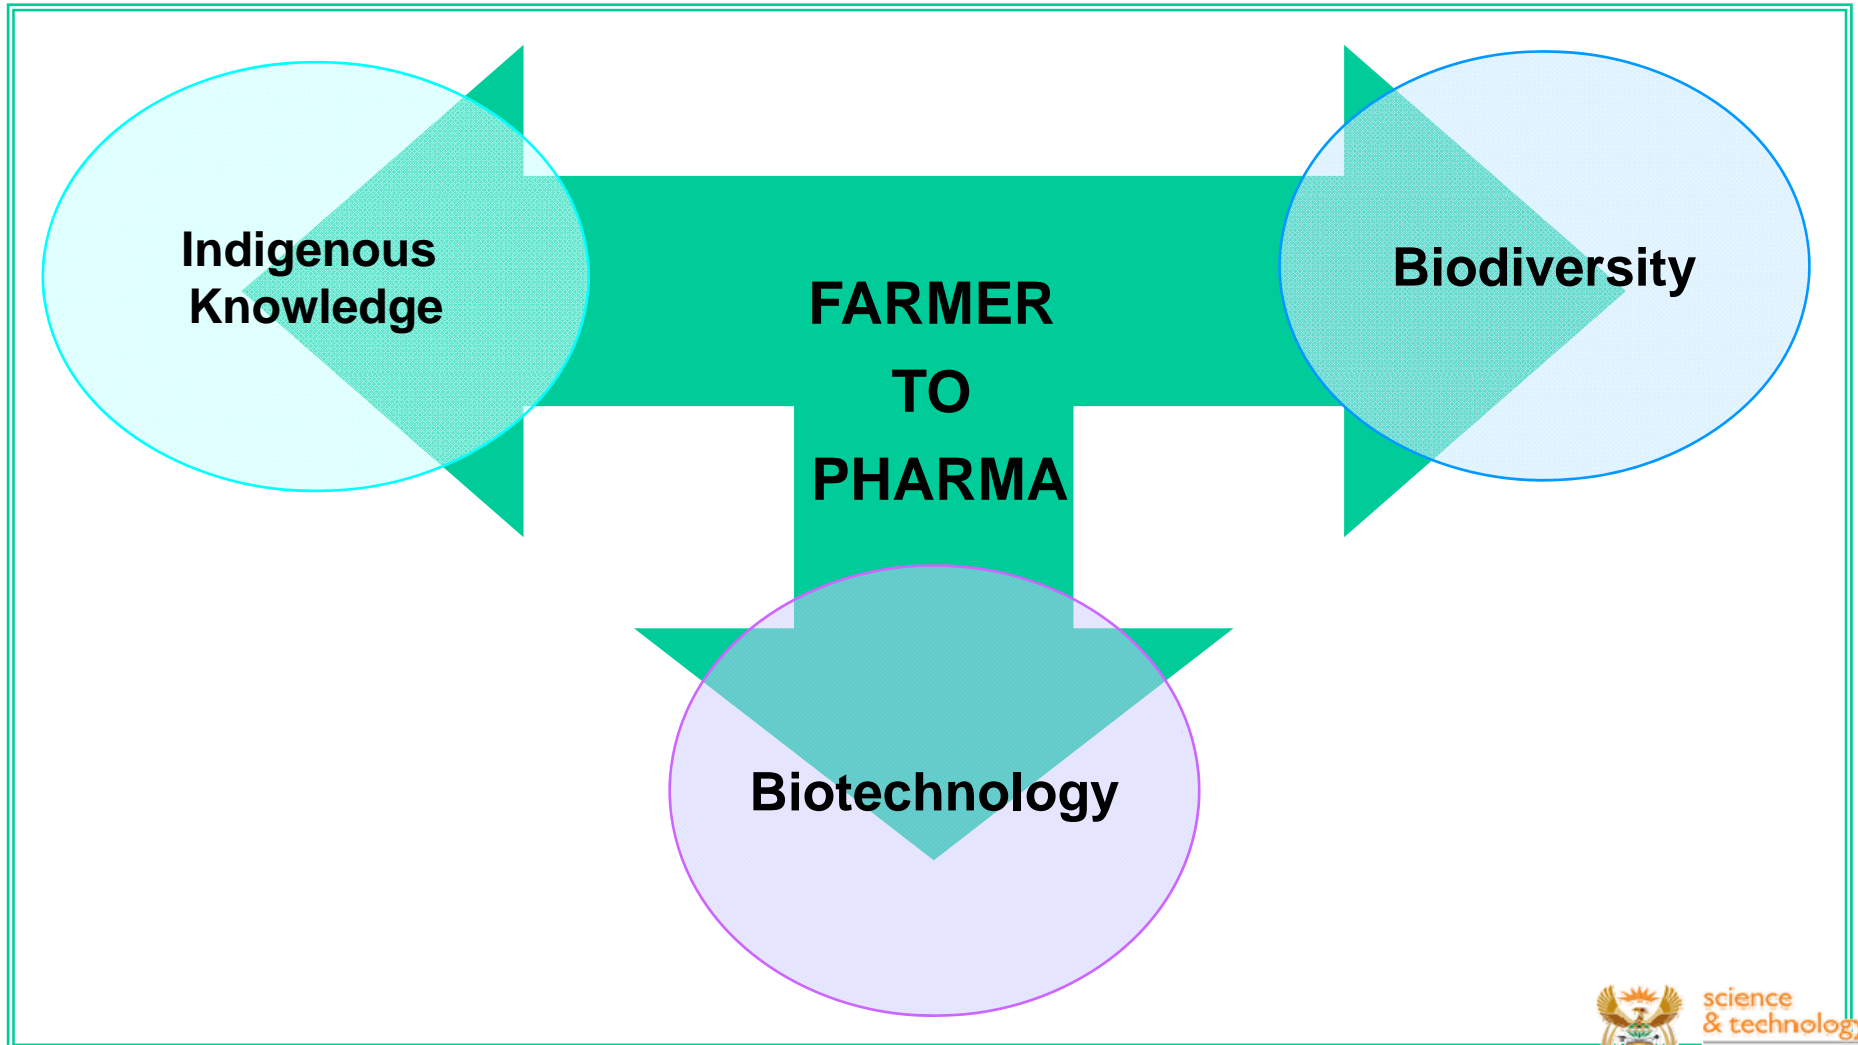 Indigenous
Knowledge
FARMER
TO
PHARMA
Biodiversity
Biotechnology
science
& technology